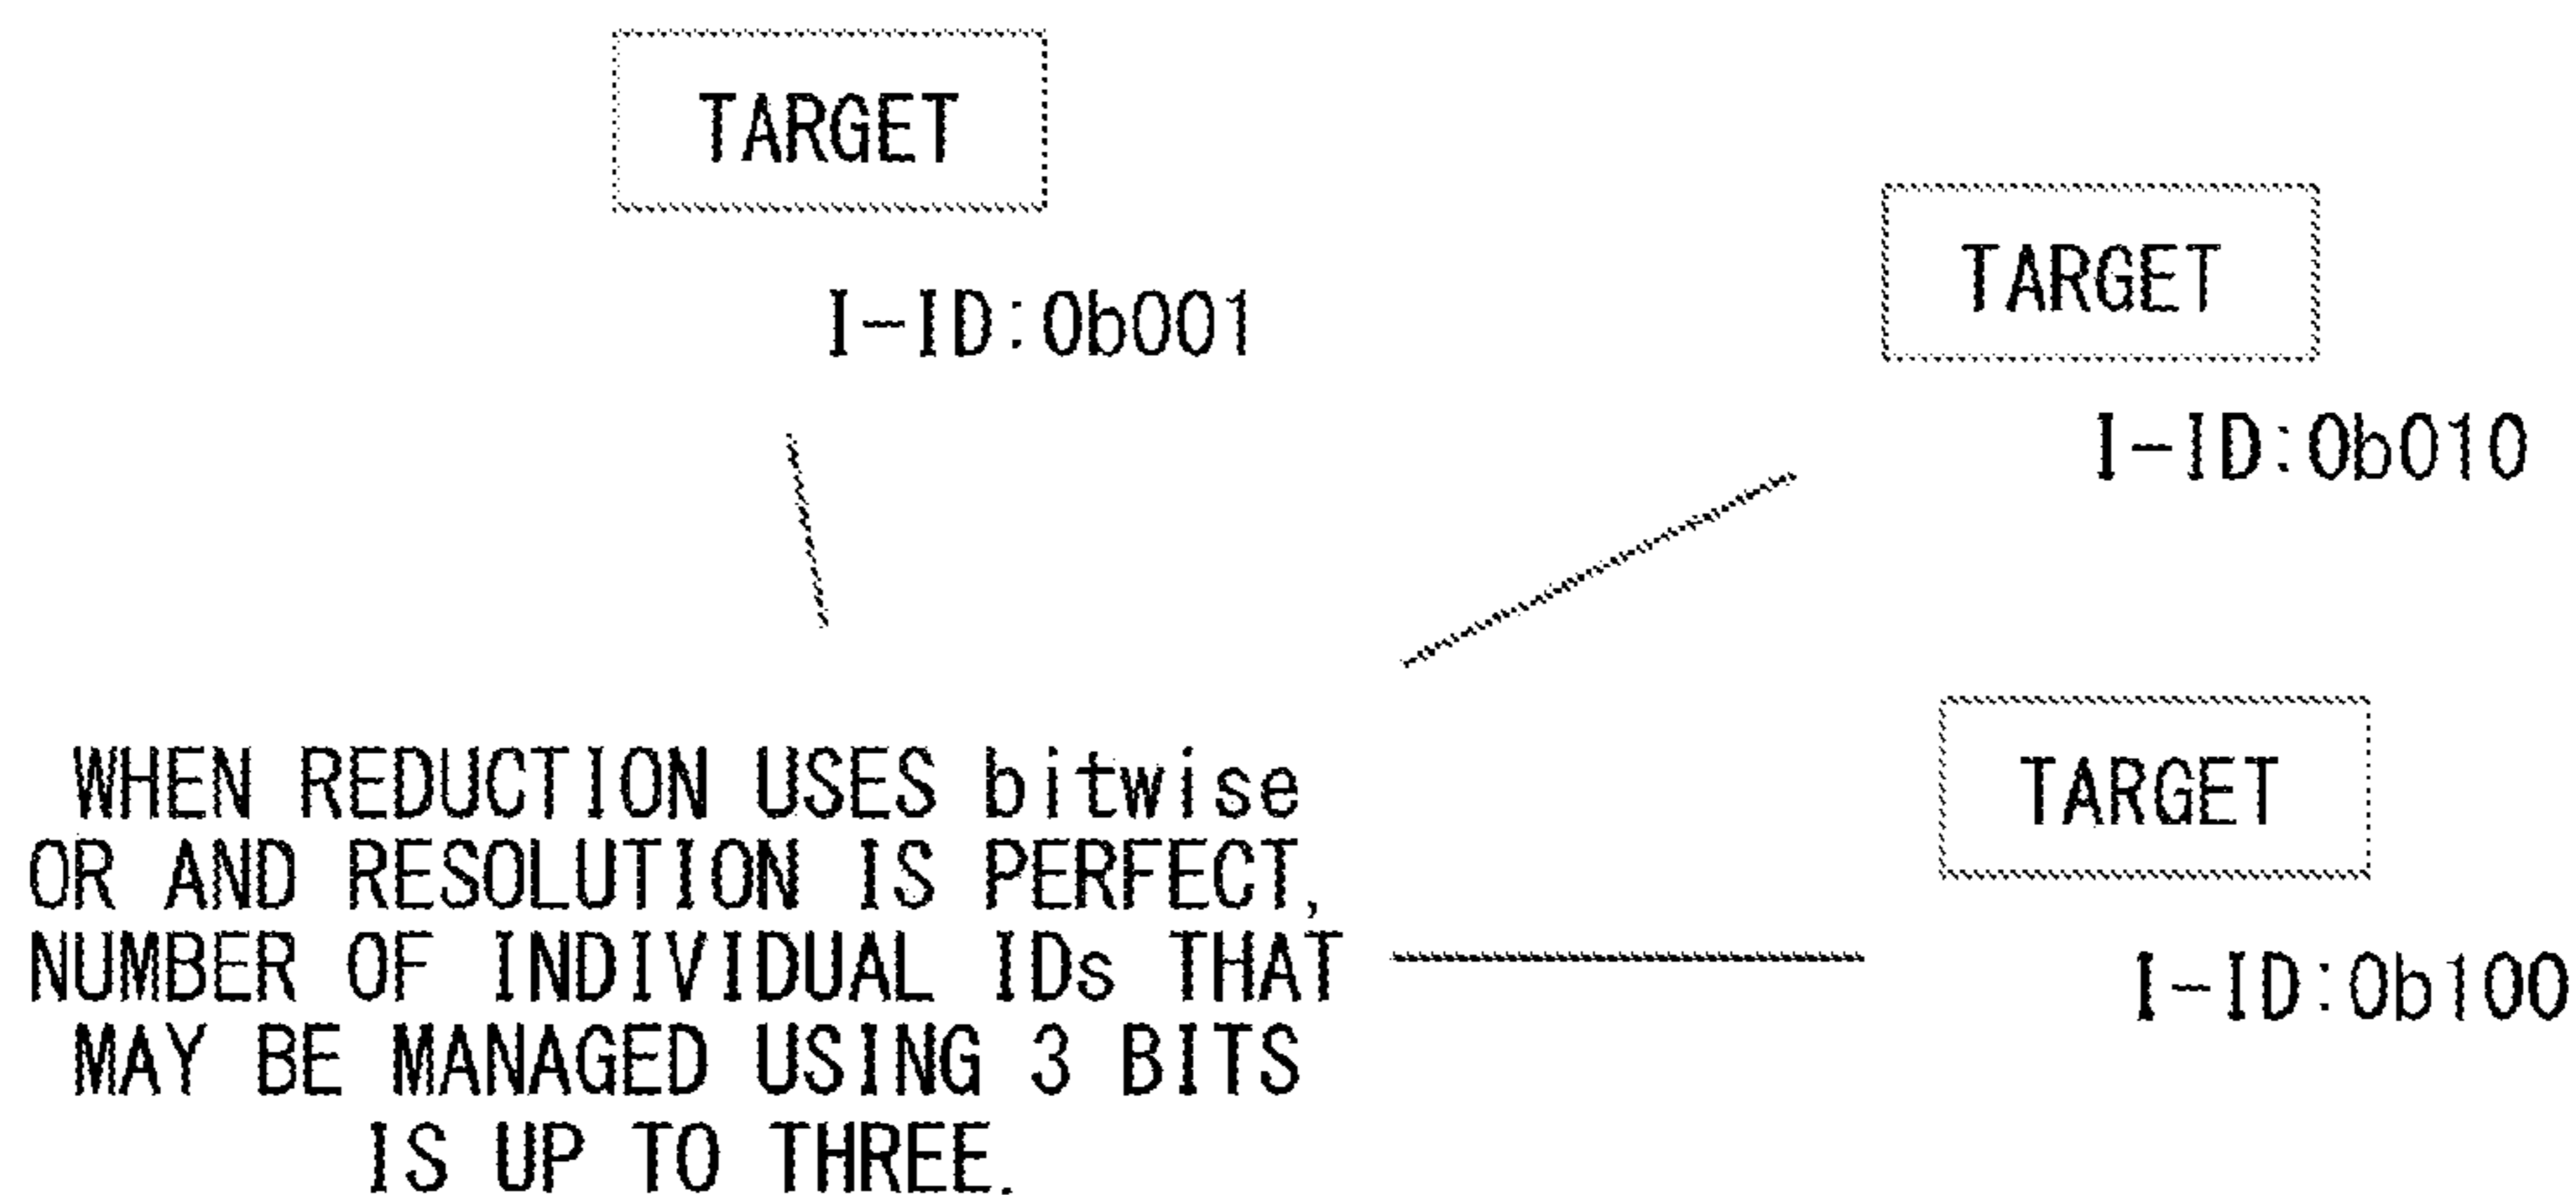 TARGET
I-ID:0b001
TARGET
I-ID:0b010
TARGET
I-ID:0b100
WHEN REDUCTION USES bitwise
OR AND RESOLUTION IS PERFECT,
NUMBER OF INDIVIDUAL IDs THAT
MAY BE MANAGED USING 3 BITS
IS UP TO THREE.